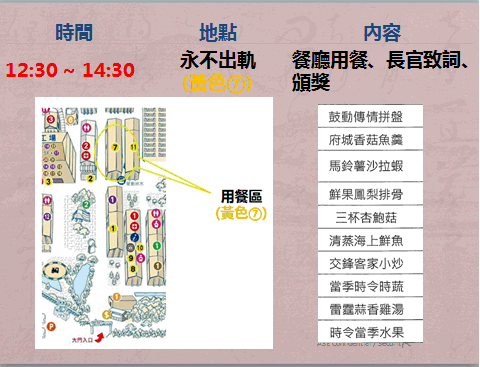 時間
地點
內容
12:30 ~ 14:30
永不出軌
(黃色⑦)
餐廳用餐、長官致詞、
頒獎
用餐區
(黃色⑦)
大門入口
鼓動傳情拼盤
府城香菇魚羹
馬鈴薯沙拉蝦
鮮果鳳梨排骨
三杯杏鮑菇
清蒸海上鮮魚
交鋒客家小炒
當季時令時蔬
雷霆蒜香雞湯
時令當季水果